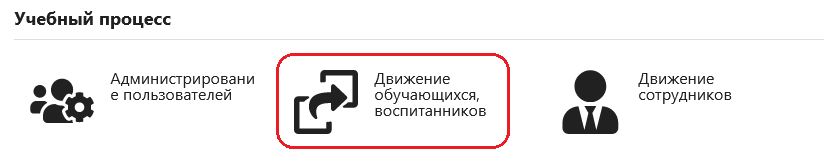 Учебный процесс
Администрировани
е пользователей
Движение
обучающихся,
воспитанников
Движение
сотрудников